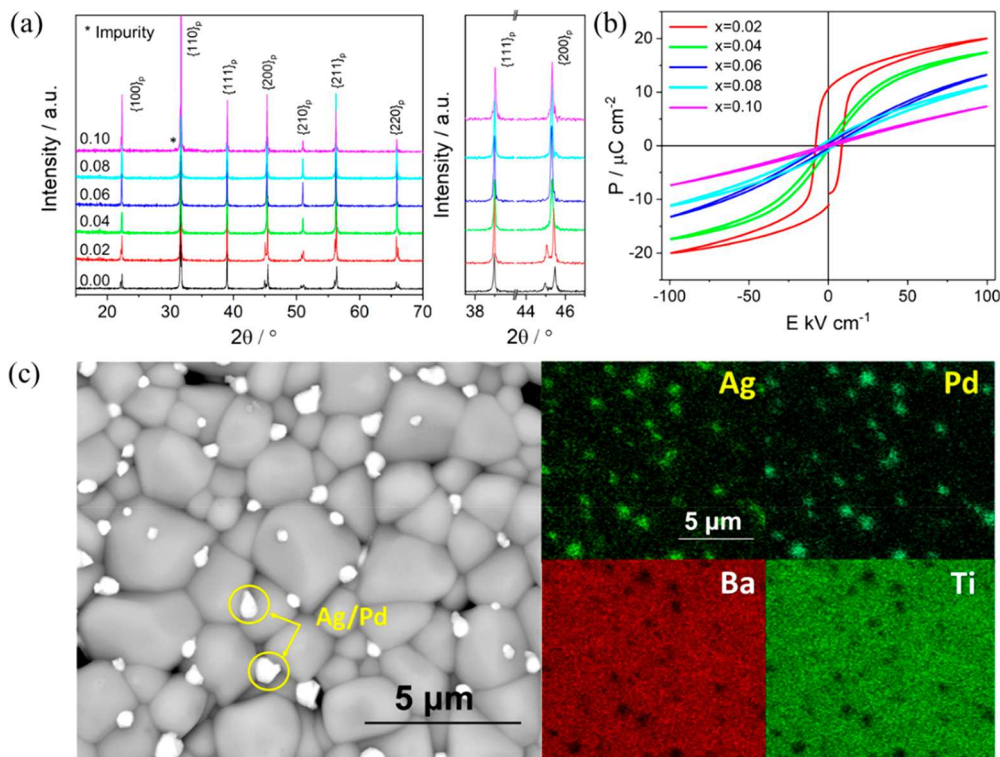 (a)
* Impurity
{100}p
{110}p
{111}p
{200}p
{210}p
{211}p
{220}p
*
0.10
0.08
0.06
0.04
0.02
0.00
Intensity / a.u.
20 30 40 50 60 70
2θ / °
{111}p
{200}p
Intensity / a.u.
38 44 46
2θ / °
(b)
x=0.02
x=0.04
x=0.06
x=0.08
x=0.10
P / μC cm⁻²
20
10
0
-10
-20
-100 -50 0 50 100
E kV cm⁻¹
(c)
Ag/Pd
5 μm
Ag
5 μm
Pd
Ba
Ti